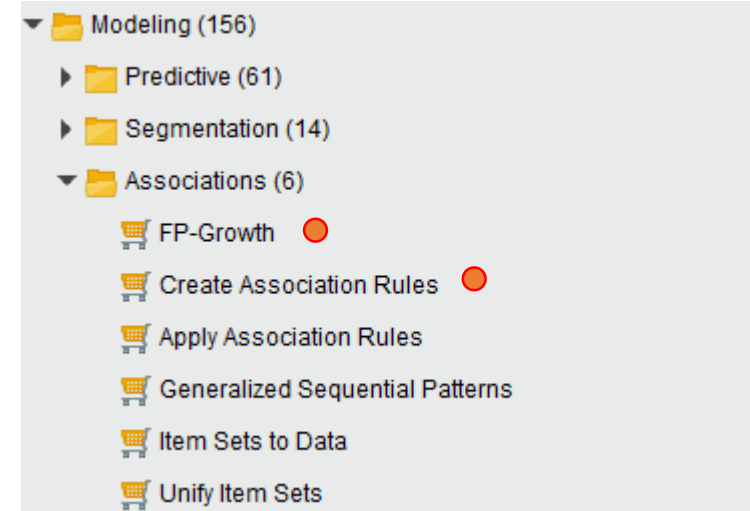 Modeling (156)
Predictive (61)
Segmentation (14)
Associations (6)
FP-Growth
Create Association Rules
Apply Association Rules
Generalized Sequential Patterns
Item Sets to Data
Unify Item Sets